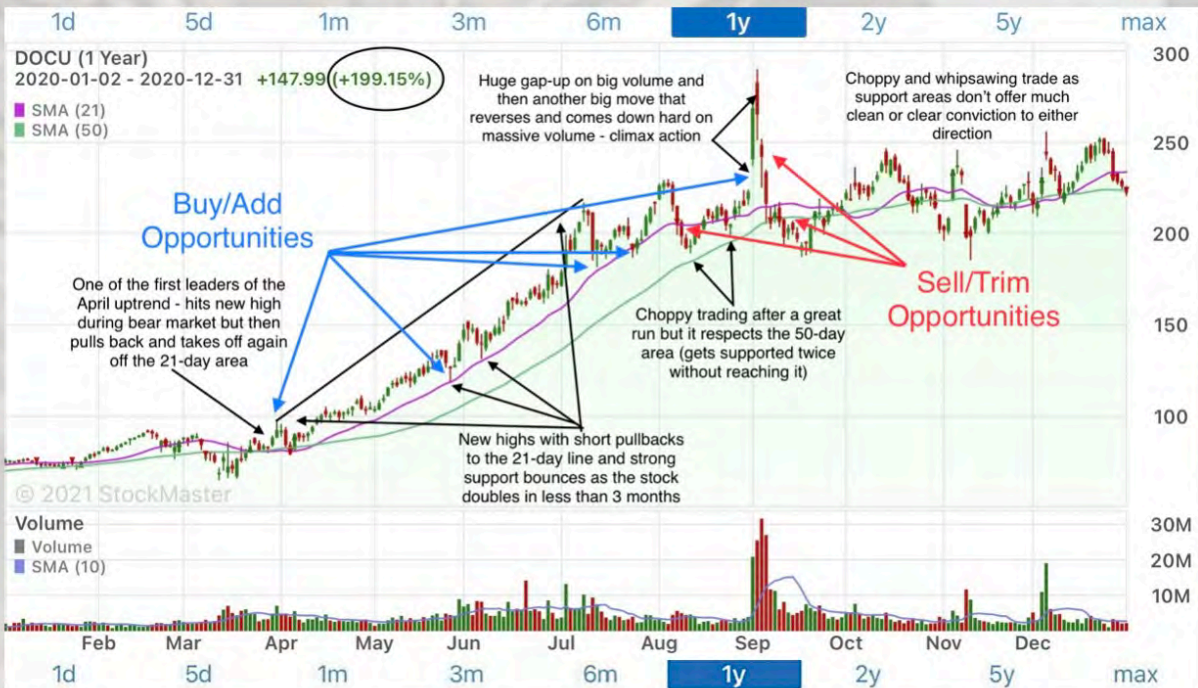 1d 5d 1m 3m 6m 1y 2y 5y max
DOCU (1 Year)
2020-01-02 - 2020-12-31 +147.99 (+199.15%)
SMA (21)
SMA (50)
Huge gap-up on big volume and
then another big move that
reverses and comes down hard on
massive volume - climax action
Choppy and whipsawing trade as
support areas don't offer much
clean or clear conviction to either
direction
300
250
200
150
100
Buy/Add
Opportunities
One of the first leaders of the
April uptrend - hits new high
during bear market but then
pulls back and takes off again
off the 21-day area
Sell/Trim
Opportunities
Choppy trading after a great
run but it respects the 50-day
area (gets supported twice
without reaching it)
New highs with short pullbacks
to the 21-day line and strong
support bounces as the stock
doubles in less than 3 months
© 2021 StockMaster
Volume
Volume
SMA (10)
30M
20M
10M
Feb Mar Apr May Jun Jul Aug Sep Oct Nov Dec
1d 5d 1m 3m 6m 1y 2y 5y max